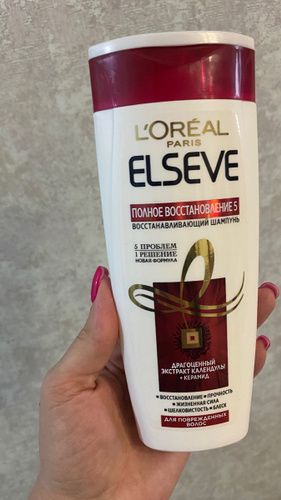 L'ORÉAL
PARIS
ELSEVE
ПОЛНОЕ ВОССТАНОВЛЕНИЕ 5
ВОССТАНАВЛИВАЮЩИЙ ШАМПУНЬ
5 ПРОБЛЕМ
1 РЕШЕНИЕ
НОВАЯ ФОРМУЛА
ДРАГОЦЕННЫЙ
ЭКСТРАКТ КАЛЕНДУЛЫ
+ КЕРАМИД
•ВОССТАНОВЛЕНИЕ •ПРОЧНОСТЬ
•ЖИЗНЕННАЯ СИЛА
•ШЕЛКОВИСТОСТЬ •БЛЕСК
ДЛЯ ПОВРЕЖДЕННЫХ
ВОЛОС